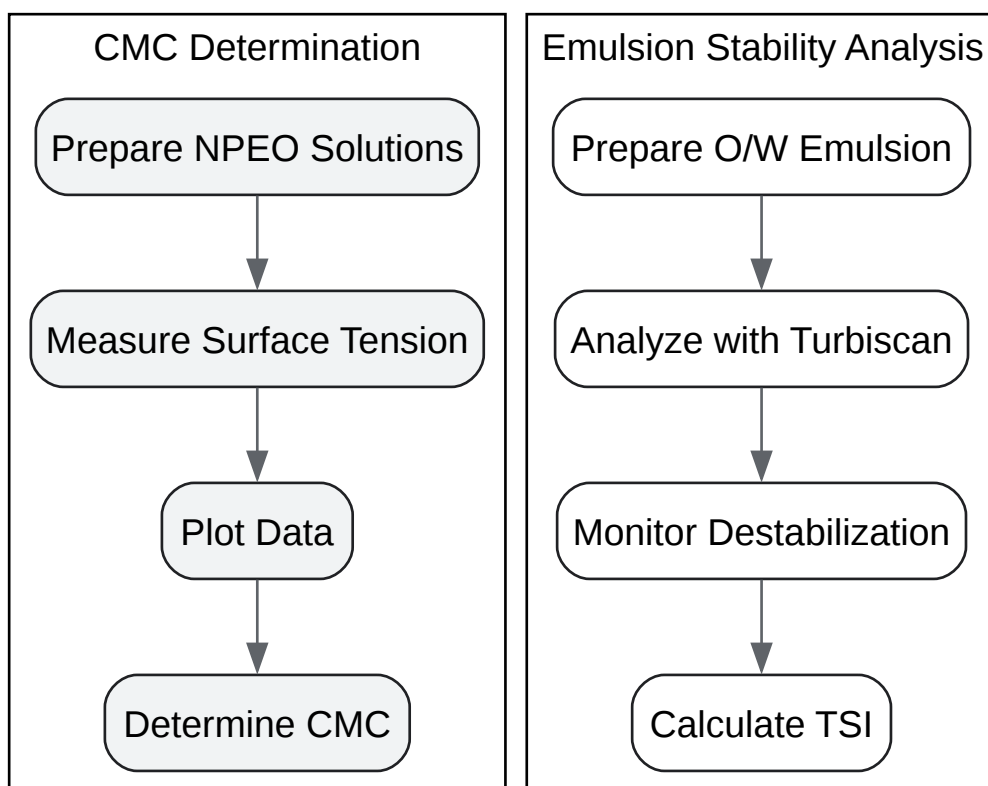 CMC Determination
Prepare NPEO Solutions
Measure Surface Tension
Plot Data
Determine CMC
Emulsion Stability Analysis
Prepare O/W Emulsion
Analyze with Turbiscan
Monitor Destabilization
Calculate TSI